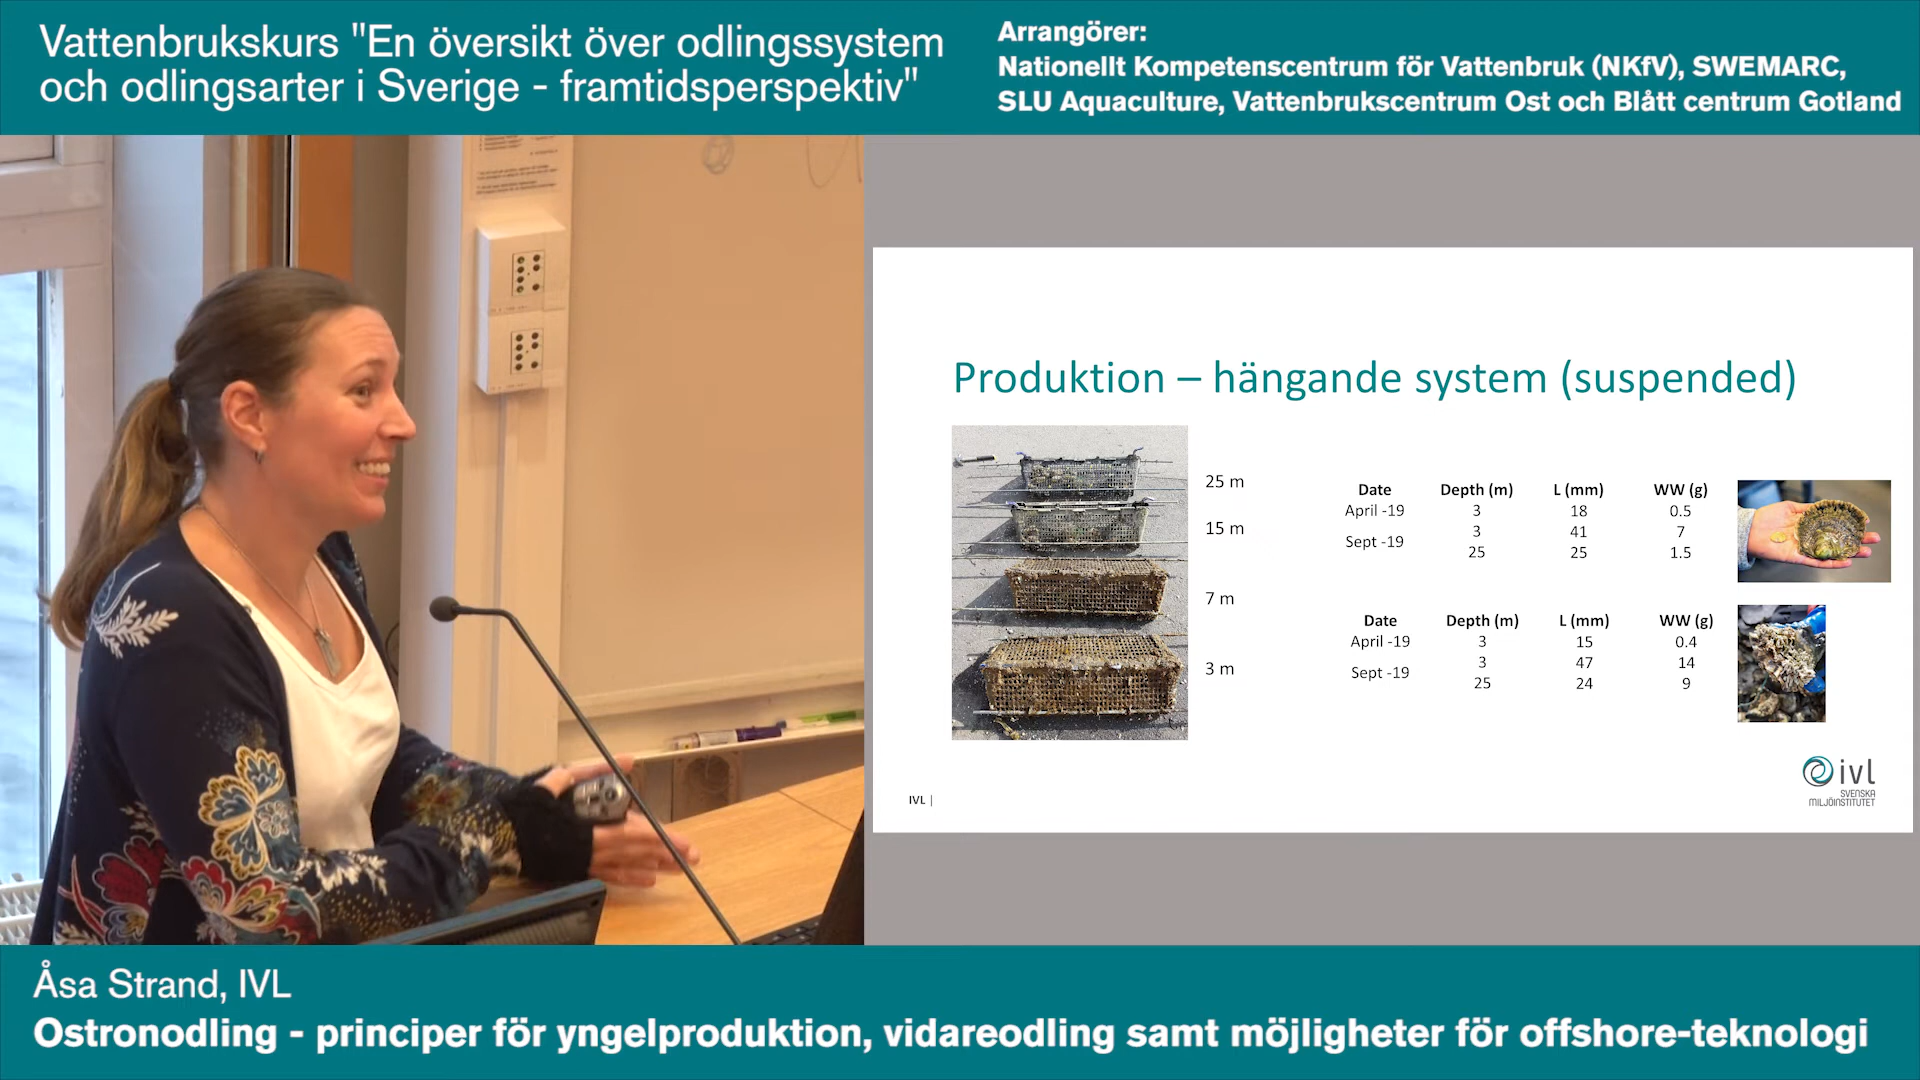 Vattenbrukskurs "En översikt över odlingssystem
och odlingsarter i Sverige - framtidsperspektiv"
Arrangörer:
Nationellt Kompetenscentrum för Vattenbruk (NKfV), SWEMARC,
SLU Aquaculture, Vattenbrukscentrum Ost och Blått centrum Gotland
Produktion – hängande system (suspended)
25 m
15 m
7 m
3 m
Date Depth (m) L (mm) WW (g)
April -19 3 18 0.5
3 41 7
Sept -19
25 25 1.5
Date Depth (m) L (mm) WW (g)
April -19 3 15 0.4
3 47 14
Sept -19
25 24 9
IVL |
ivl
SVENSKA
MILJÖINSTITUTET
Åsa Strand, IVL
Ostronodling - principer för yngelproduktion, vidareodling samt möjligheter för offshore-teknologi